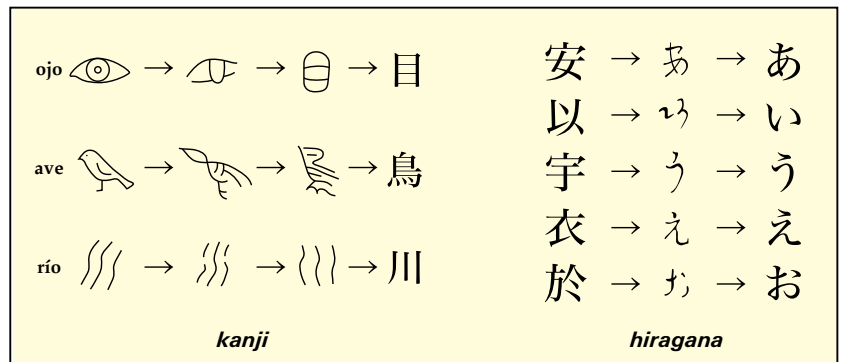 ojo → → → 目
ave → → → 鳥
río → → → 川
kanji
安 → あ → あ
以 → い → い
宇 → う → う
衣 → え → え
於 → お → お
hiragana